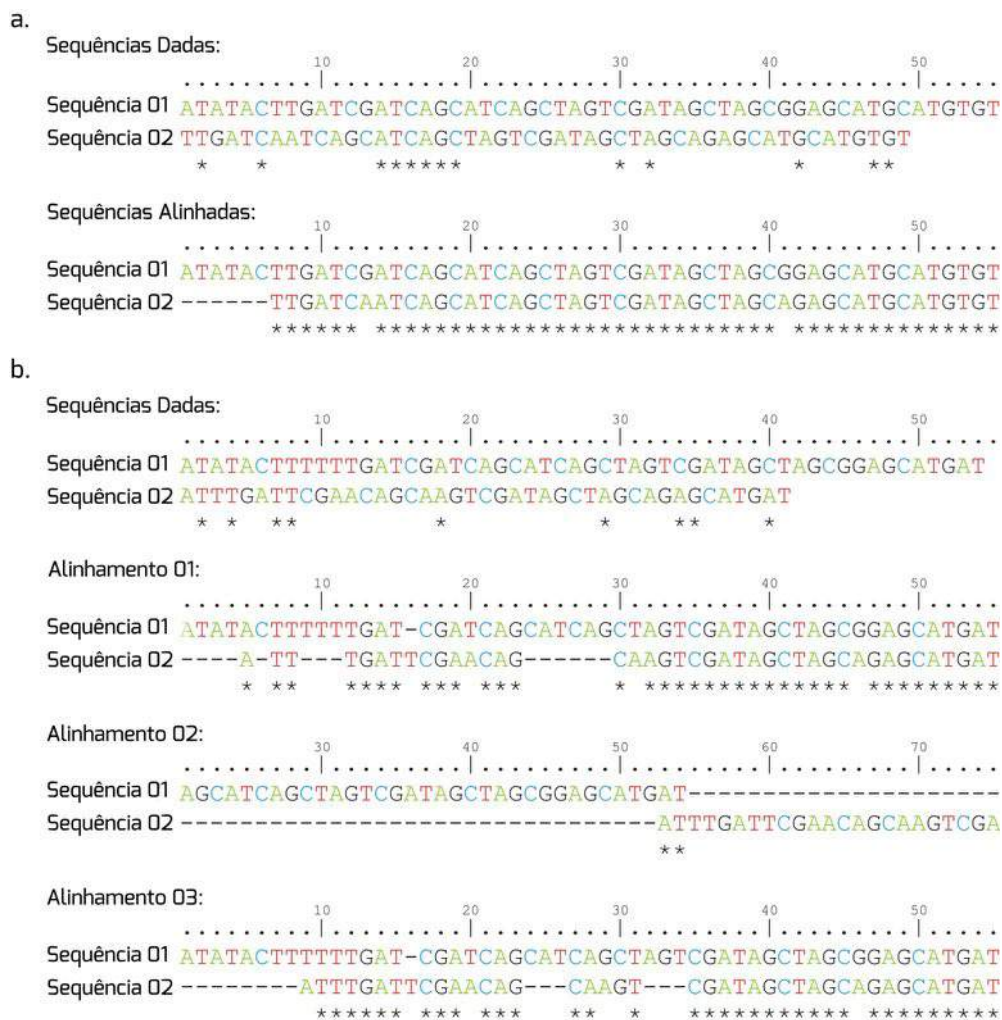 a.
Sequências Dadas:
10 20 30 40 50
Sequência 01 ATATACTTGATCGATCAGCATCAGCTAGTCGATAGCTAGCGGAGCATGCATGTGT
Sequência 02 TTGATCAATCAGCATCAGCTAGTCGATAGCTAGCAGAGCATGCATGTGT
* * ****** * * * **
Sequências Alinhadas:
10 20 30 40 50
Sequência 01 ATATACTTGATCGATCAGCATCAGCTAGTCGATAGCTAGCGGAGCATGCATGTGT
Sequência 02 ------TTGATCAATCAGCATCAGCTAGTCGATAGCTAGCAGAGCATGCATGTGT
****** *************************** **************
b.
Sequências Dadas:
10 20 30 40 50
Sequência 01 ATATACTTTTTTGATCGATCAGCATCAGCTAGTCGATAGCTAGCGGAGCATGAT
Sequência 02 ATTTGATTCGAACAGCAAGTCGATAGCTAGCAGAGCATGAT
* * ** * * ** *
Alinhamento 01:
10 20 30 40 50
Sequência 01 ATATACTTTTTTGAT-CGATCAGCATCAGCTAGTCGATAGCTAGCGGAGCATGAT
Sequência 02 ----A-TT---TGATTCGAACAG------CAAGTCGATAGCTAGCAGAGCATGAT
* ** **** *** *** * ************** *********
Alinhamento 02:
30 40 50 60 70
Sequência 01 AGCATCAGCTAGTCGATAGCTAGCGGAGCATGAT---------------------
Sequência 02 --------------------------------ATTTGATTCGAACAGCAAGTCGA
**
Alinhamento 03:
10 20 30 40 50
Sequência 01 ATATACTTTTTTGAT-CGATCAGCATCAGCTAGTCGATAGCTAGCGGAGCATGAT
Sequência 02 --------ATTTGATTCGAACAG---CAAGT---CGATAGCTAGCAGAGCATGAT
****** *** *** ** * *********** *********